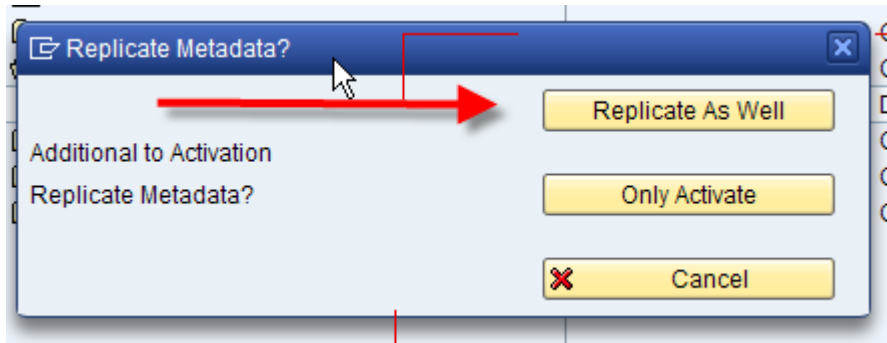 Replicate Metadata?
Replicate As Well
Additional to Activation
Replicate Metadata?
Only Activate
Cancel